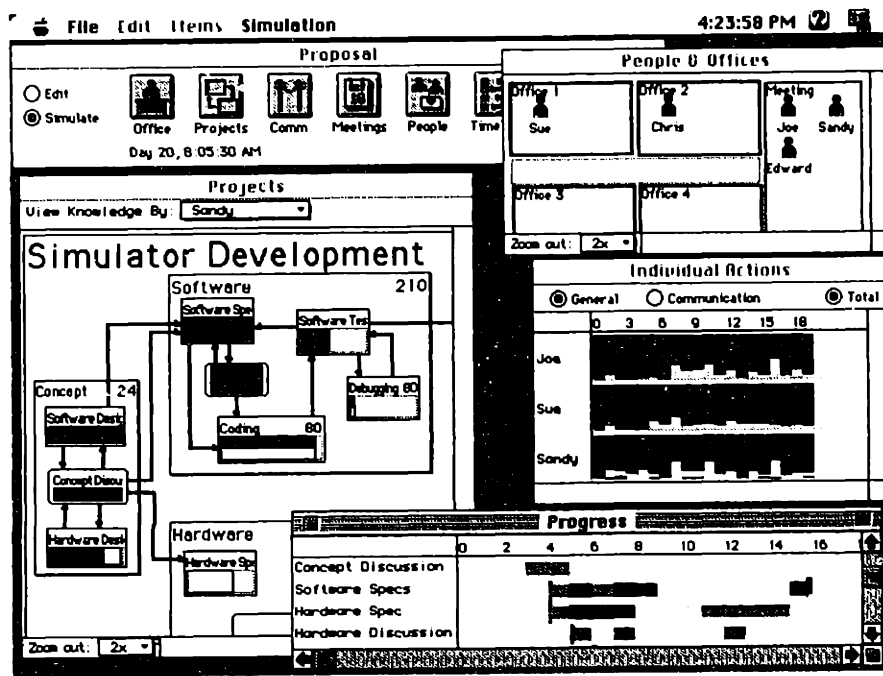 File Edit Items Simulation 4:23:58 PM
Proposal
Edit
Simulate
Office Projects Comm Meetings People Time
Day 20, 8:05:30 AM
People & Offices
Office 1 Office 2 Meeting
Sue Chris Joe Sandy
Edward
Office 3 Office 4
Zoom out: 2x
Projects
View Knowledge By: Sandy
Simulator Development
Software 210
Software Spe
Software Tes
Debugging 80
Coding 80
Concept 24
Software Desig
Concept Discu
Hardware Desi
Hardware
Hardware Spe
Zoom out: 2x
Individual Actions
General Communication Total
0 3 6 9 12 15 18
Joe
Sue
Sandy
Progress
0 2 4 6 8 10 12 14 16
Concept Discussion
Software Specs
Hardware Spec
Hardware Discussion